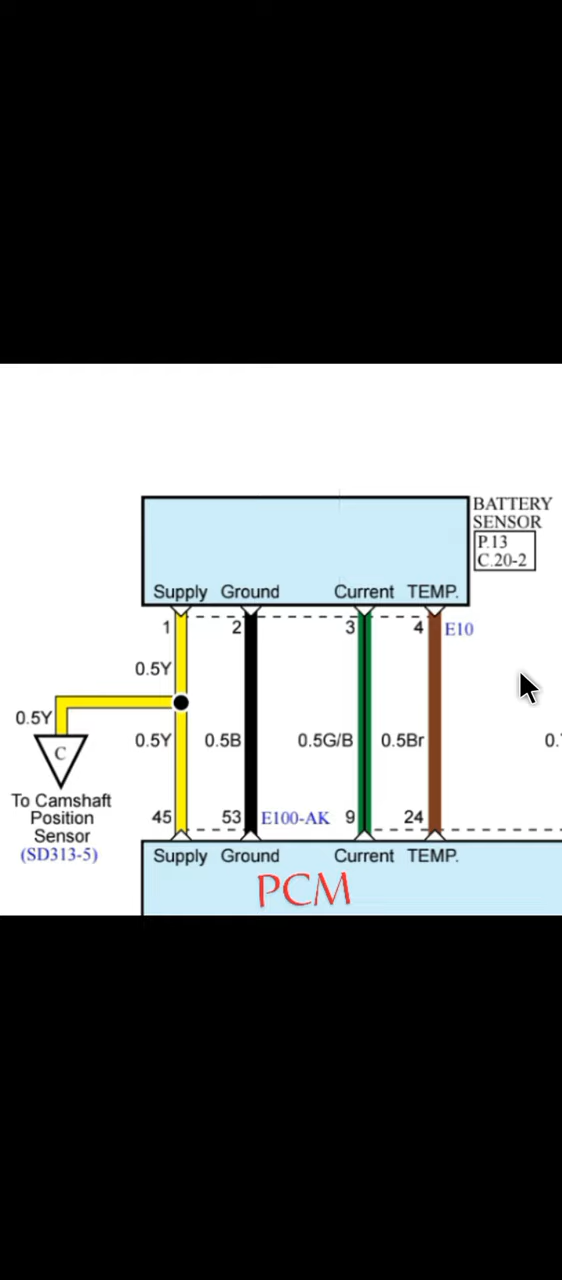 BATTERY
SENSOR
P.13
C.20-2
Supply Ground Current TEMP.
1 2 3 4 E10
0.5Y
0.5Y
0.5Y 0.5B 0.5G/B 0.5Br
C
To Camshaft
Position
Sensor
(SD313-5)
45 53 E100-AK 9 24
Supply Ground Current TEMP.
PCM